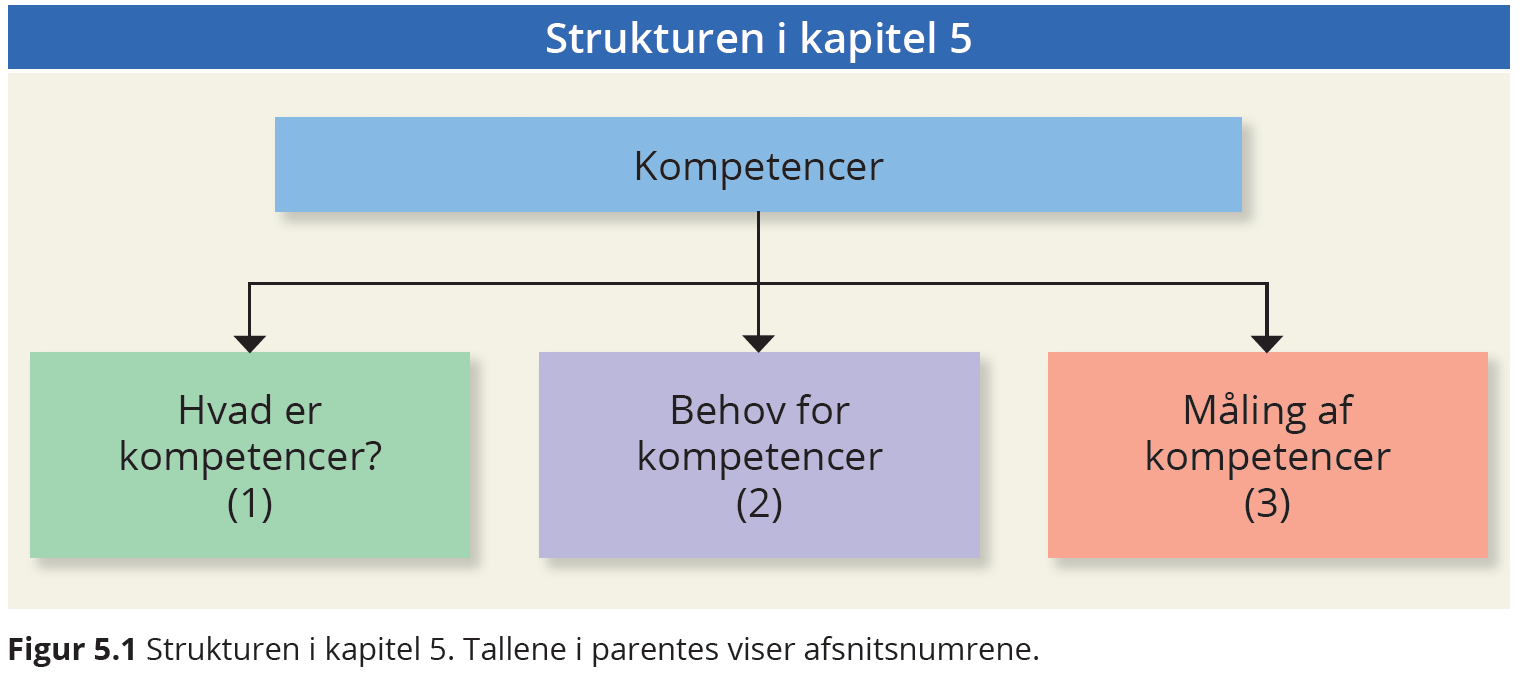 Strukturen i kapitel 5
Kompetencer
Hvad er
kompetencer?
(1)
Behov for
kompetencer
(2)
Måling af
kompetencer
(3)
Figur 5.1 Strukturen i kapitel 5. Tallene i parentes viser afsnitsnumrene.